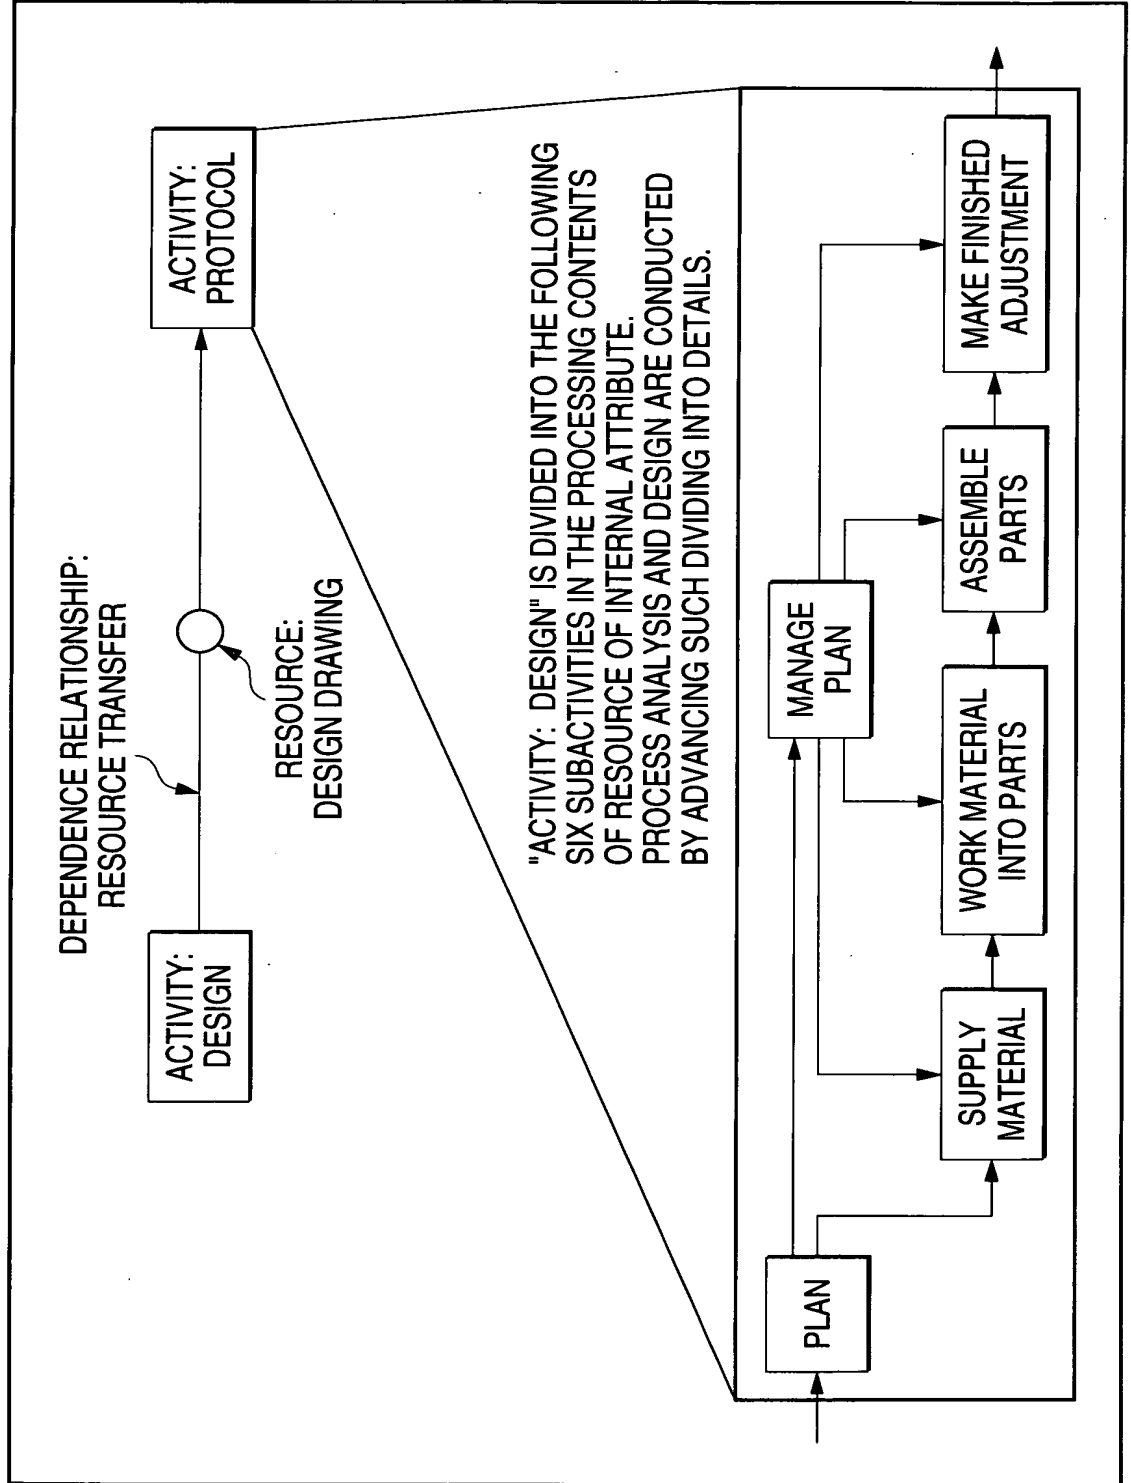 DEPENDENCE RELATIONSHIP:
RESOURCE TRANSFER
ACTIVITY:
DESIGN
RESOURCE:
DESIGN DRAWING
ACTIVITY:
PROTOCOL
"ACTIVITY: DESIGN" IS DIVIDED INTO THE FOLLOWING
SIX SUBACTIVITIES IN THE PROCESSING CONTENTS
OF RESOURCE OF INTERNAL ATTRIBUTE.
PROCESS ANALYSIS AND DESIGN ARE CONDUCTED
BY ADVANCING SUCH DIVIDING INTO DETAILS.
PLAN
MANAGE
PLAN
SUPPLY
MATERIAL
WORK MATERIAL
INTO PARTS
ASSEMBLE
PARTS
MAKE FINISHED
ADJUSTMENT